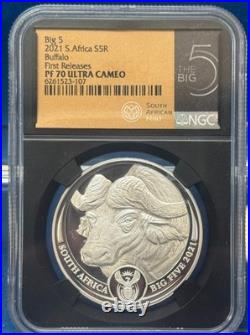 Big 5
2021 S.Africa S5R
Buffalo
First Releases
PF 70 ULTRA CAMEO
6261523-107
SOUTH AFRICAN MINT
THE BIG 5
NGC
SOUTH AFRICA
BIG FIVE 2021